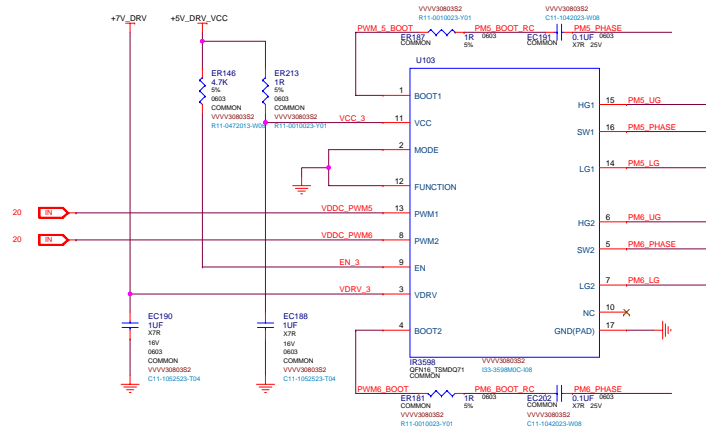 VVVV30803S2
R11-0010023-Y01
VVVV30803S2
C11-1042023-W08
+7V_DRV
+5V_DRV_VCC
PWM_5_BOOT
PM5_BOOT_RC
PM5_PHASE
ER187
COMMON
1R
5%
0603
EC191
COMMON
0.1UF
0603
X7R 25V
U103
ER146
4.7K
5%
0603
COMMON
VVVV30803S2
R11-0472013-W08
ER213
1R
5%
0603
COMMON
VVVV30803S2
R11-0010023-Y01
1 BOOT1
HG1 15 PM5_UG
VCC_3 11 VCC
SW1 16 PM5_PHASE
2 MODE
LG1 14 PM5_LG
12 FUNCTION
20 IN VDDC_PWM5 13 PWM1
HG2 6 PM6_UG
20 IN VDDC_PWM6 8 PWM2
SW2 5 PM6_PHASE
EN_3 9 EN
LG2 7 PM6_LG
VDRV_3 3 VDRV
NC 10
EC190
1UF
X7R
16V
0603
COMMON
VVVV30803S2
C11-1052523-T04
EC188
1UF
X7R
16V
0603
COMMON
VVVV30803S2
C11-1052523-T04
4 BOOT2
GND(PAD) 17
IR3598
QFN16_TSMDQ71
COMMON
VVVV30803S2
I33-3598M0C-I08
PWM6_BOOT
PM6_BOOT_RC
PM6_PHASE
ER181
COMMON
1R
5%
0603
VVVV30803S2
R11-0010023-Y01
EC202
COMMON
0.1UF
0603
X7R 25V
VVVV30803S2
C11-1042023-W08